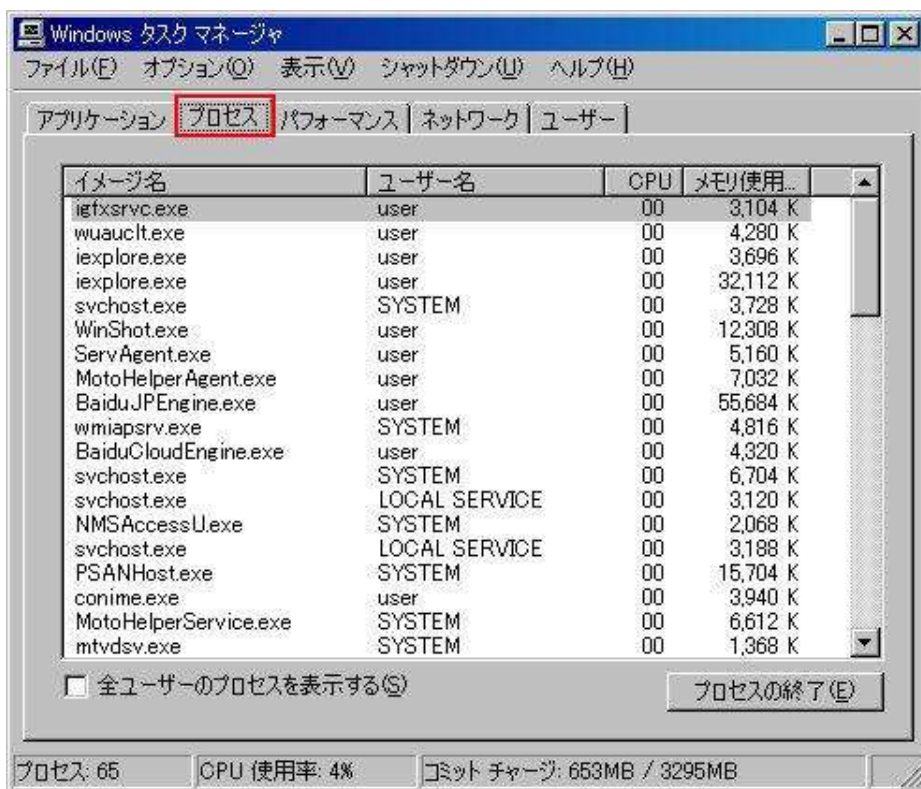 Windows タスク マネージャ
ファイル(F) オプション(O) 表示(V) シャットダウン(U) ヘルプ(H)
アプリケーション プロセス パフォーマンス ネットワーク ユーザー
イメージ名 ユーザー名 CPU メモリ使用...
igfxsrvc.exe user 00 3,104 K
wuauclt.exe user 00 4,280 K
iexplore.exe user 00 3,696 K
iexplore.exe user 00 32,112 K
svchost.exe SYSTEM 00 3,728 K
WinShot.exe user 00 12,308 K
ServAgent.exe user 00 5,160 K
MotoHelperAgent.exe user 00 7,032 K
BaiduJPEngine.exe user 00 55,684 K
wmiapsrv.exe SYSTEM 00 4,816 K
BaiduCloudEngine.exe user 00 4,320 K
svchost.exe SYSTEM 00 6,704 K
svchost.exe LOCAL SERVICE 00 3,120 K
NMSAccessU.exe SYSTEM 00 2,068 K
svchost.exe LOCAL SERVICE 00 3,188 K
PSANHost.exe SYSTEM 00 15,704 K
conime.exe user 00 3,940 K
MotoHelperService.exe SYSTEM 00 6,612 K
mtvdsv.exe SYSTEM 00 1,368 K
全ユーザーのプロセスを表示する(S) プロセスの終了(E)
プロセス: 65 CPU 使用率: 4% コミット チャージ: 653MB / 3295MB